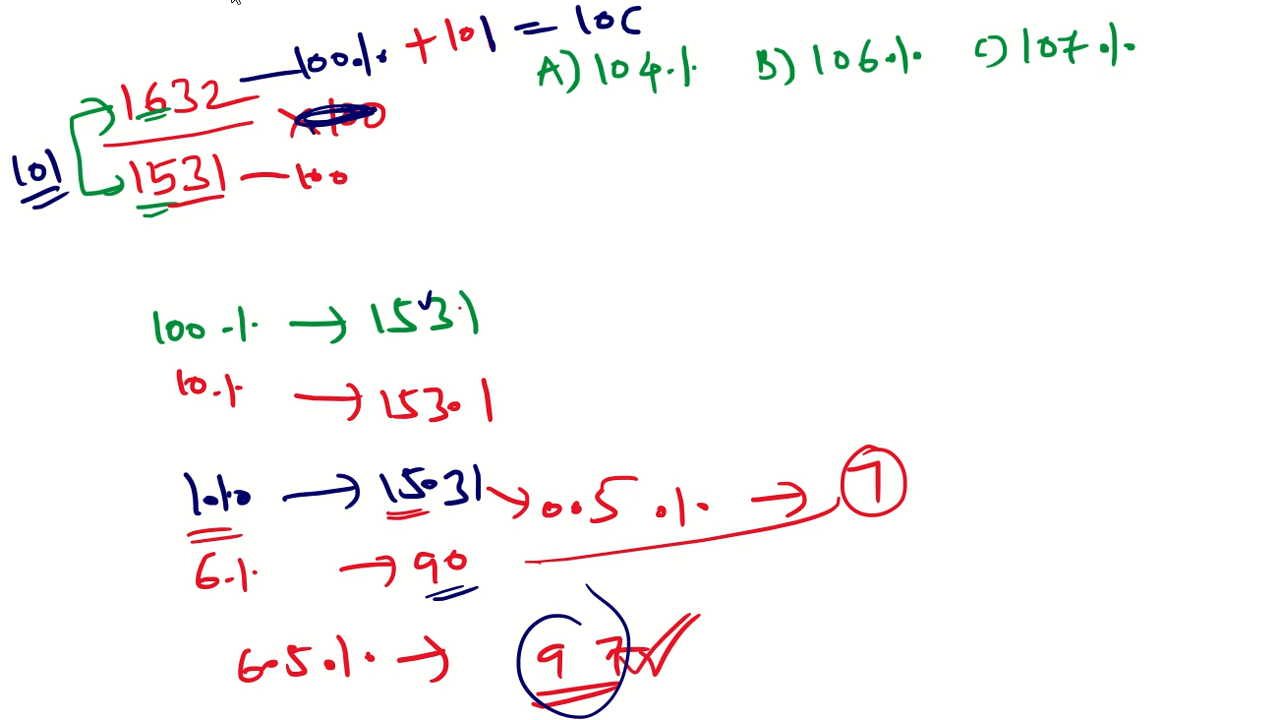 100% + 101 = 10C
A) 104% B) 106% C) 107%
1632
101
1531 — 100
100% → 1531
10% → 153.1
1% → 15.31 → 0.5% → 7
6% → 90
6.5% → 97